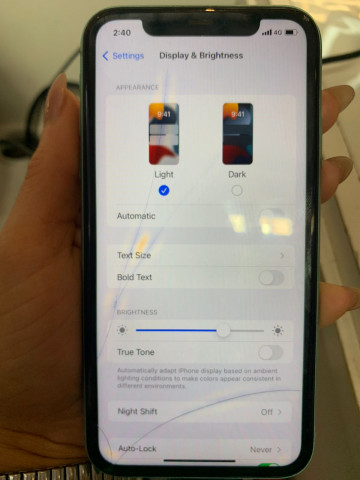 2:40
4G
Settings
Display & Brightness
APPEARANCE
9:41
9:41
Light
Dark
Automatic
Text Size
Bold Text
BRIGHTNESS
True Tone
Automatically adapt iPhone display based on ambient
lighting conditions to make colors appear consistent in
different environments.
Night Shift
Off
Auto-Lock
Never